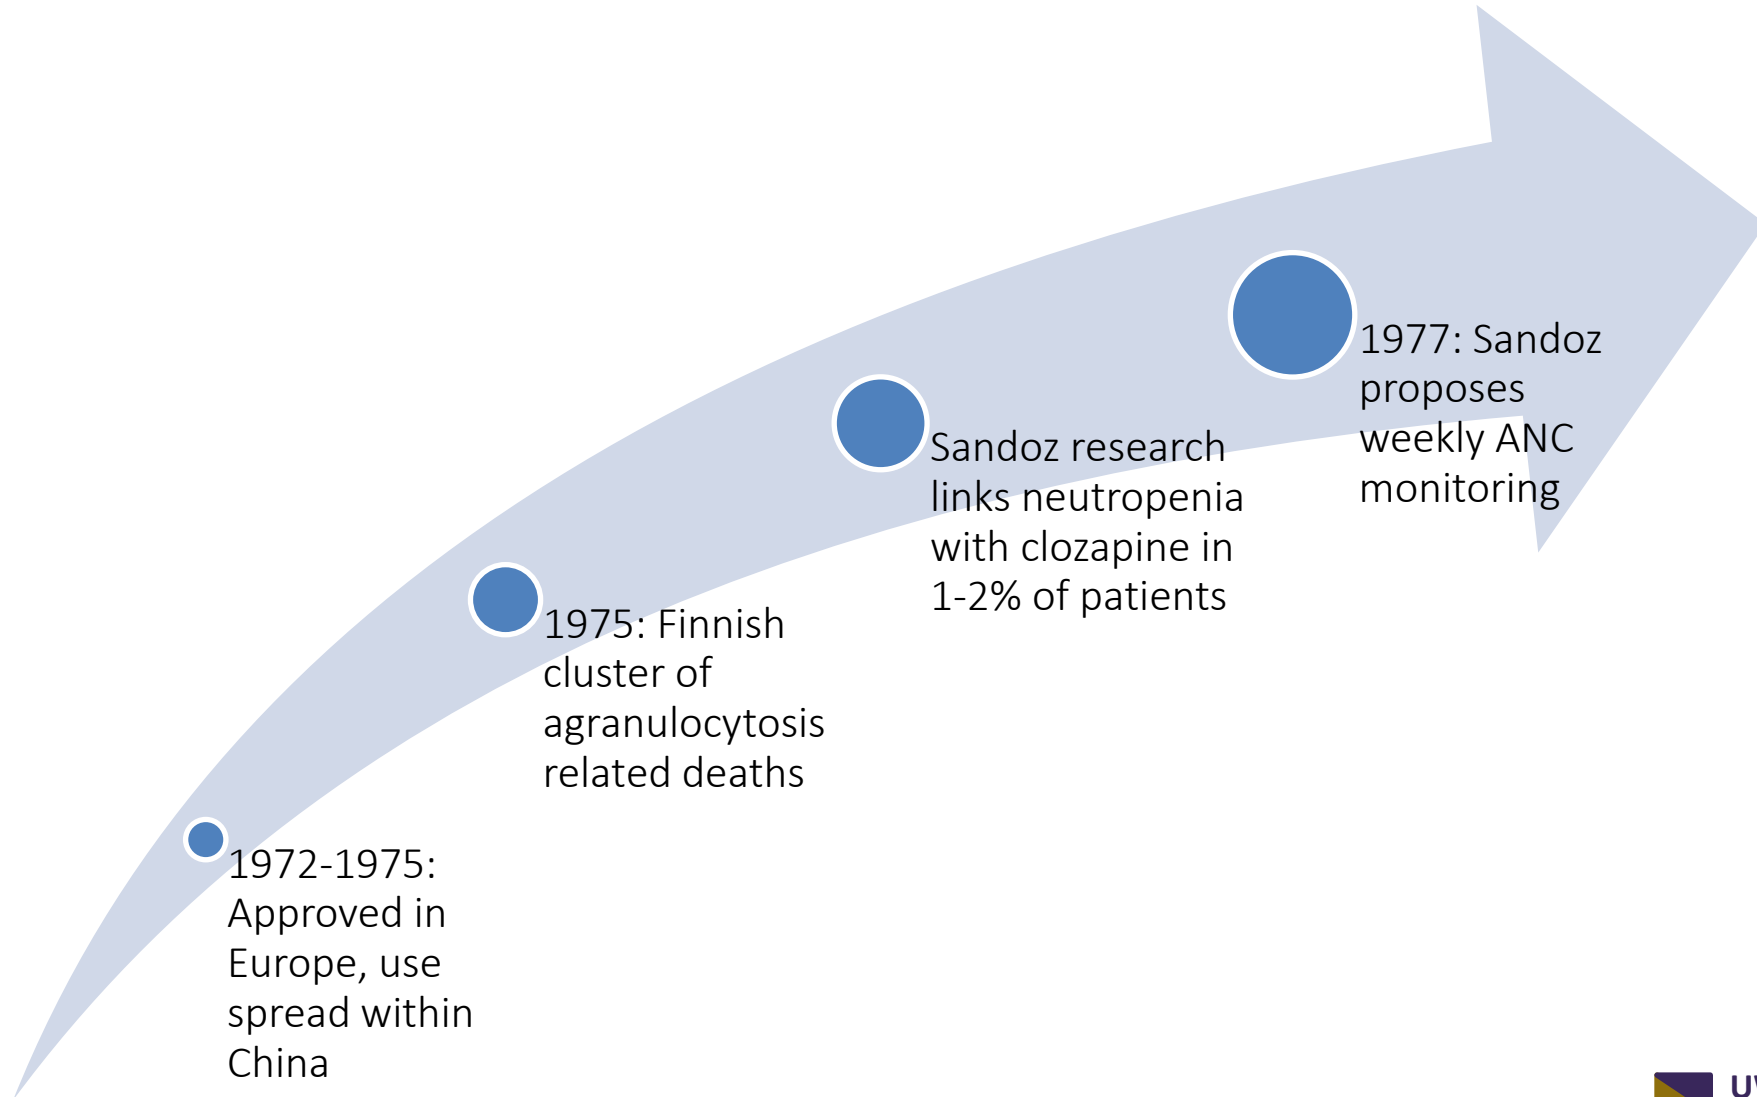 1972-1975:
Approved in
Europe, use
spread within
China
1975: Finnish
cluster of
agranulocytosis
related deaths
Sandoz research
links neutropenia
with clozapine in
1-2% of patients
1977: Sandoz
proposes
weekly ANC
monitoring